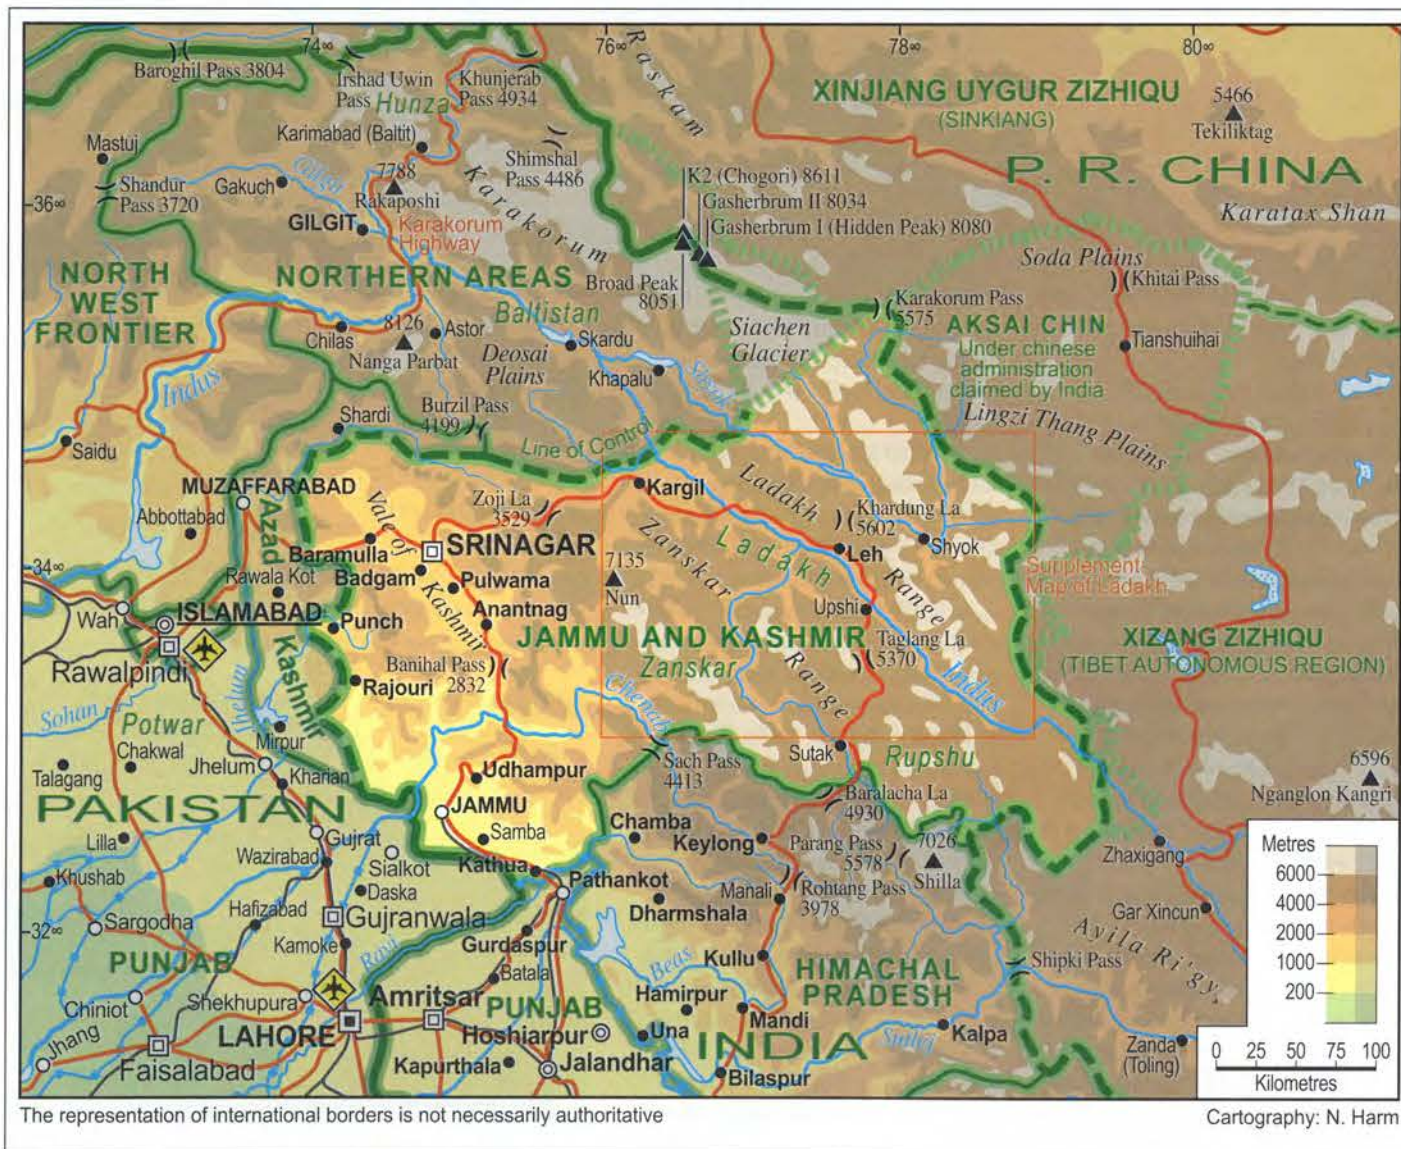 74∞
76∞
78∞
80∞
Baroghil Pass 3804
Irshad Uwin
Pass
Hunza
Khunjerab
Pass 4934
Raskam
XINJIANG UYGUR ZIZHIQU
(SINKIANG)
5466
Tekiliktag
P. R. CHINA
Mastuj
Karimabad (Baltit)
Shimshal
Pass 4486
Shandur
Pass 3720
Gakuch
Gilgit
7788
Rakaposhi
Karakorum
K2 (Chogori) 8611
Gasherbrum II 8034
Gasherbrum I (Hidden Peak) 8080
Karatax Shan
36∞
GILGIT
Karakorum
Highway
Soda Plains
Khitai Pass
NORTH
WEST
FRONTIER
NORTHERN AREAS
Broad Peak
8051
Baltistan
Karakorum Pass
5575
Siachen
Glacier
AKSAI CHIN
Under chinese
administration
claimed by India
Tianshuihai
Chilas
8126
Nanga Parbat
Astor
Deosai
Plains
Skardu
Khapalu
Shyok
Indus
Lingzi Thang Plains
Shardi
Burzil Pass
4199
Line of Control
Saidu
MUZAFFARABAD
Abbottabad
Azad
Kashmir
Vale of
Kashmir
Zoji La
3529
Kargil
Ladakh
Range
Khardung La
5602
Baramulla
SRINAGAR
Zanskar
Range
Ladakh
Leh
Shyok
34∞
Rawala Kot
Badgam
Pulwama
7135
Nun
Supplement
Map of Ladakh
Wah
ISLAMABAD
Punch
Anantnag
Upshi
JAMMU AND KASHMIR
Taglang La
5370
XIZANG ZIZHIQU
(TIBET AUTONOMOUS REGION)
Rawalpindi
Banihal Pass
2832
Zanskar
Rajouri
Chenab
Indus
Sohan
Potwar
Jhelum
Mirpur
Sutak
Rupshu
Talagang
Chakwal
Jhelum
Kharian
Sach Pass
4413
6596
Nganglon Kangri
PAKISTAN
Udhampur
JAMMU
Baralacha La
4930
Lilla
Gujrat
Samba
Chamba
Keylong
Parang Pass
5578
7026
Shilla
Zhaxigang
Metres
6000
4000
2000
1000
200
Wazirabad
Sialkot
Kathua
Khushab
Daska
Pathankot
Manali
Rohtang Pass
3978
Dharmshala
Gar Xincun
Sargodha
Hafizabad
Gujranwala
32∞
Kamoke
Ravi
Gurdaspur
Kullu
Ayila Ri'gy.
Shipki Pass
PUNJAB
Batala
Beas
HIMACHAL
PRADESH
Chiniot
Shekhupura
Amritsar
PUNJAB
Hamirpur
Mandi
LAHORE
Hoshiarpur
Una
INDIA
Sutlej
Kalpa
Zanda
(Toling)
Jhang
Faisalabad
Kapurthala
Jalandhar
Bilaspur
0 25 50 75 100
Kilometres
The representation of international borders is not necessarily authoritative
Cartography: N. Harm